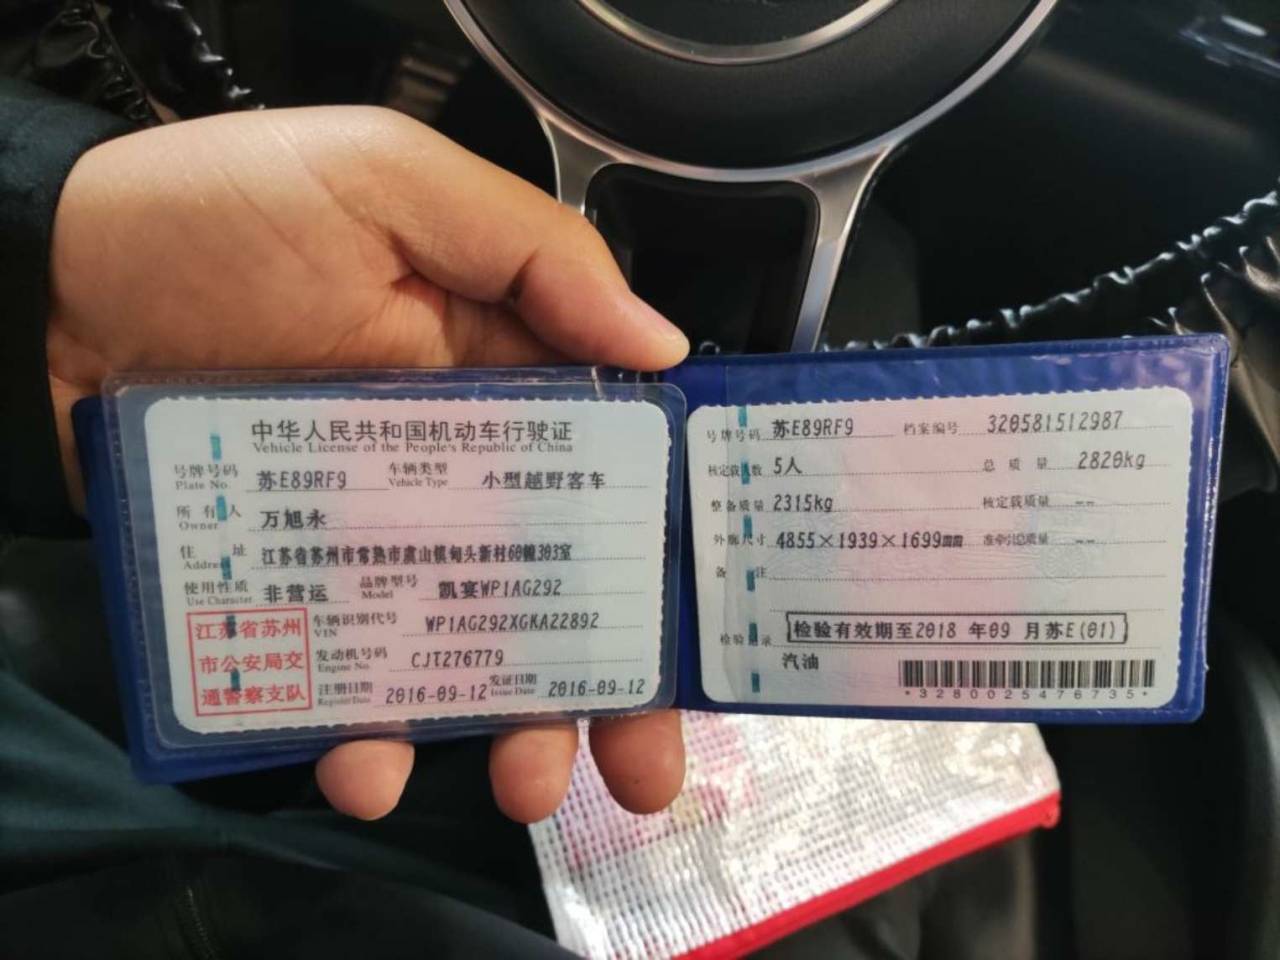 中华人民共和国机动车行驶证
Vehicle License of the People's Republic of China
号牌号码 苏E89RF9 车辆类型 小型越野客车
Plate No. Vehicle Type
所有人 万旭永
Owner
住址 江苏省苏州市常熟市虞山镇甸头新村60幢303室
Address
使用性质 非营运 品牌型号 凯宴WP1AG292
Use Character Model
江苏省苏州
市公安局交
通警察支队
车辆识别代号 WP1AG292XGKA22892
VIN
发动机号码 CJT276779
Engine No.
注册日期 2016-09-12 发证日期 2016-09-12
Register Date Issue Date
号牌号码 苏E89RF9 档案编号 320581512987
核定载人数 5人 总质量 2820kg
整备质量 2315kg 核定载质量 --
外廓尺寸 4855×1939×1699mm 准牵引总质量 --
备注
检验记录 检验有效期至2018 年09 月苏E(01)
汽油
*3280025476735*